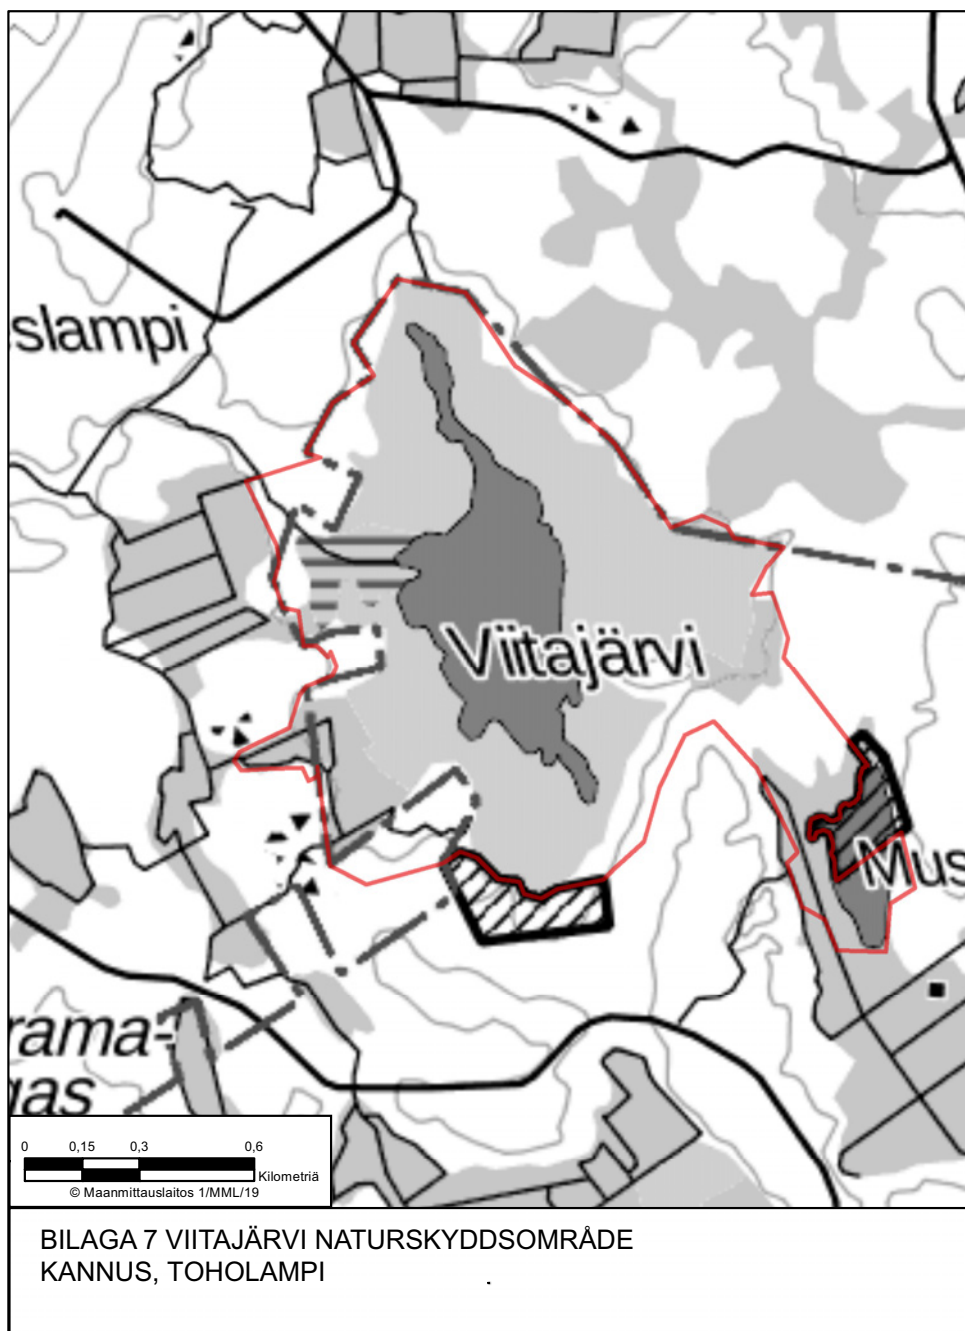 slampi
Viitajärvi
Mus
rama-
gas
0 0,15 0,3 0,6
Kilometriä
© Maanmittauslaitos 1/MML/19
BILAGA 7 VIITAJÄRVI NATURSKYDDSOMRÅDE
KANNUS, TOHOLAMPI